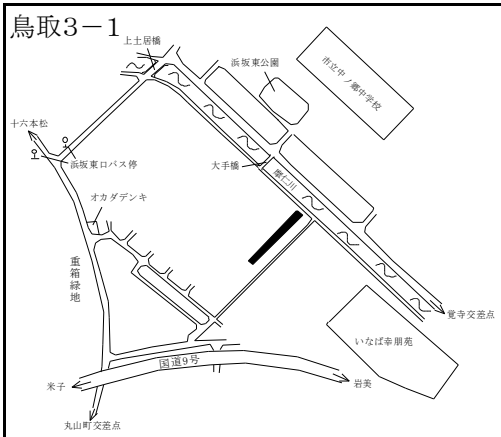 鳥取3－1
上土居橋
浜坂東公園
市立中ノ郷中学校
十六本松
浜坂東口バス停
大手橋
摩仁川
オカダデンキ
重箱緑地
覚寺交差点
いなば幸朋苑
国道9号
米子
岩美
丸山町交差点